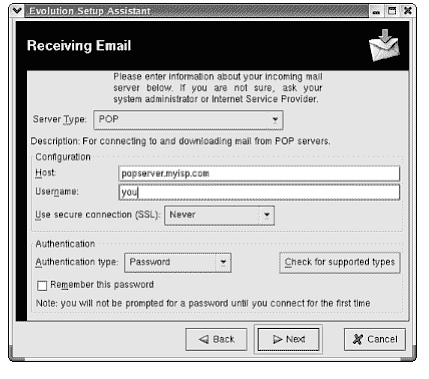 Evolution Setup Assistant
Receiving Email
Please enter information about your incoming mail
server below. If you are not sure, ask your
system administrator or Internet Service Provider.
Server Type: POP
Description: For connecting to and downloading mail from POP servers.
Configuration
Host: popserver.myisp.com
Username: you
Use secure connection (SSL): Never
Authentication
Authentication type: Password Check for supported types
Remember this password
Note: you will not be prompted for a password until you connect for the first time
Back Next Cancel